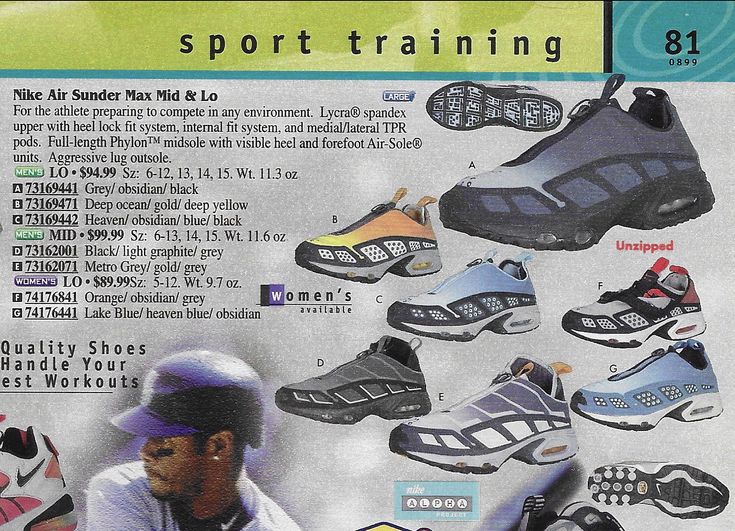 sport training
81
0899
Nike Air Sunder Max Mid & Lo
LARGE
For the athlete preparing to compete in any environment. Lycra® spandex
upper with heel lock fit system, internal fit system, and medial/lateral TPR
pods. Full-length Phylon™ midsole with visible heel and forefoot Air-Sole®
units. Aggressive lug outsole.
MEN'S LO • $94.99 Sz: 6-12, 13, 14, 15. Wt. 11.3 oz
A 73169441 Grey/ obsidian/ black
B 73169471 Deep ocean/ gold/ deep yellow
C 73169442 Heaven/ obsidian/ blue/ black
MEN'S MID • $99.99 Sz: 6-13, 14, 15. Wt. 11.6 oz
D 73162001 Black/ light graphite/ grey
E 73162071 Metro Grey/ gold/ grey
WOMEN'S LO • $89.99Sz: 5-12. Wt. 9.7 oz.
F 74176841 Orange/ obsidian/ grey
G 74176441 Lake Blue/ heaven blue/ obsidian
Women's
available
A
B
C
D
E
Unzipped
F
G
Quality Shoes
Handle Your
est Workouts
nike
ALPHA
PROJECT